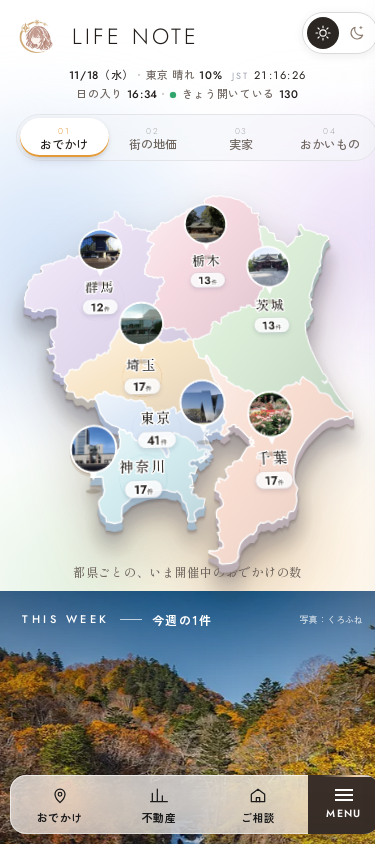 LIFE NOTE
11/18（水）・東京 晴れ 10% JST 21:16:26
日の入り 16:34・● きょう開いている 130
01
おでかけ
02
街の地価
03
実家
04
おかいもの
栃木
13件
群馬
12件
茨城
13件
埼玉
17件
東京
41件
神奈川
17件
千葉
17件
都県ごとの、いま開催中のおでかけの数
THIS WEEK
今週の1件
写真：くろふね
おでかけ
不動産
ご相談
MENU